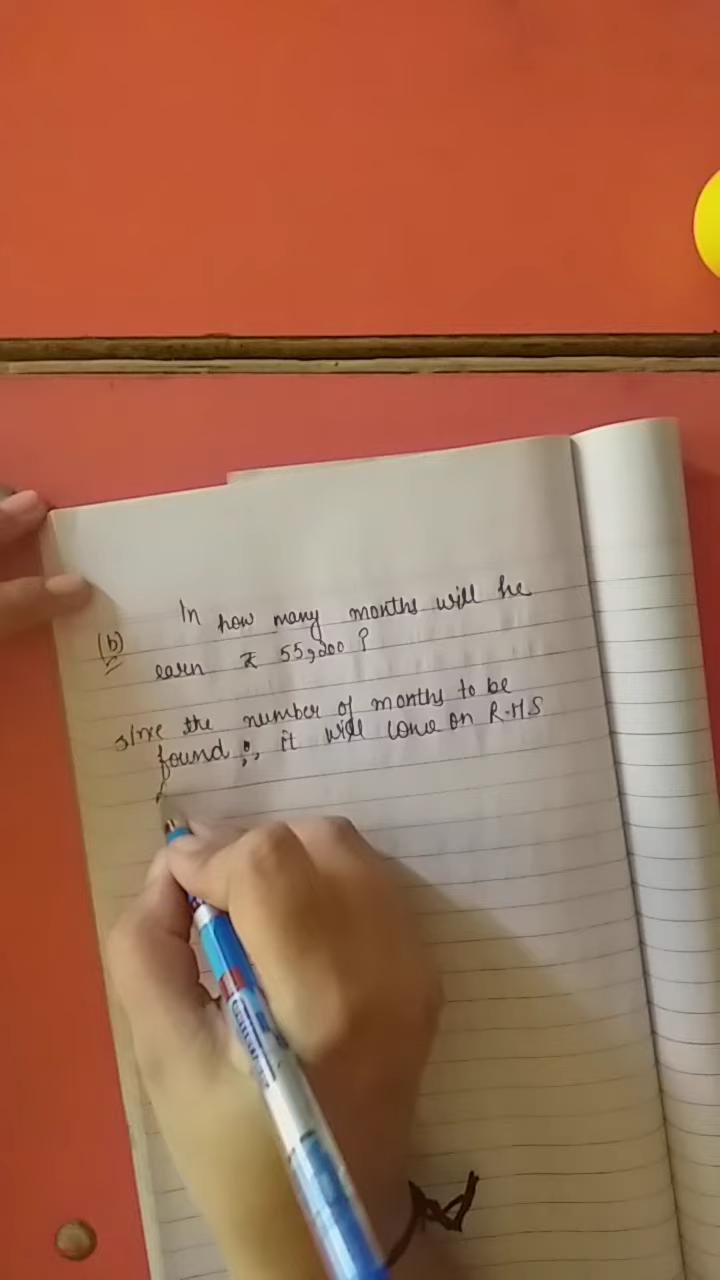 (b) In how many months will he
earn ₹ 55,000 ?
since the number of months to be
found ∴, it will come on R.H.S